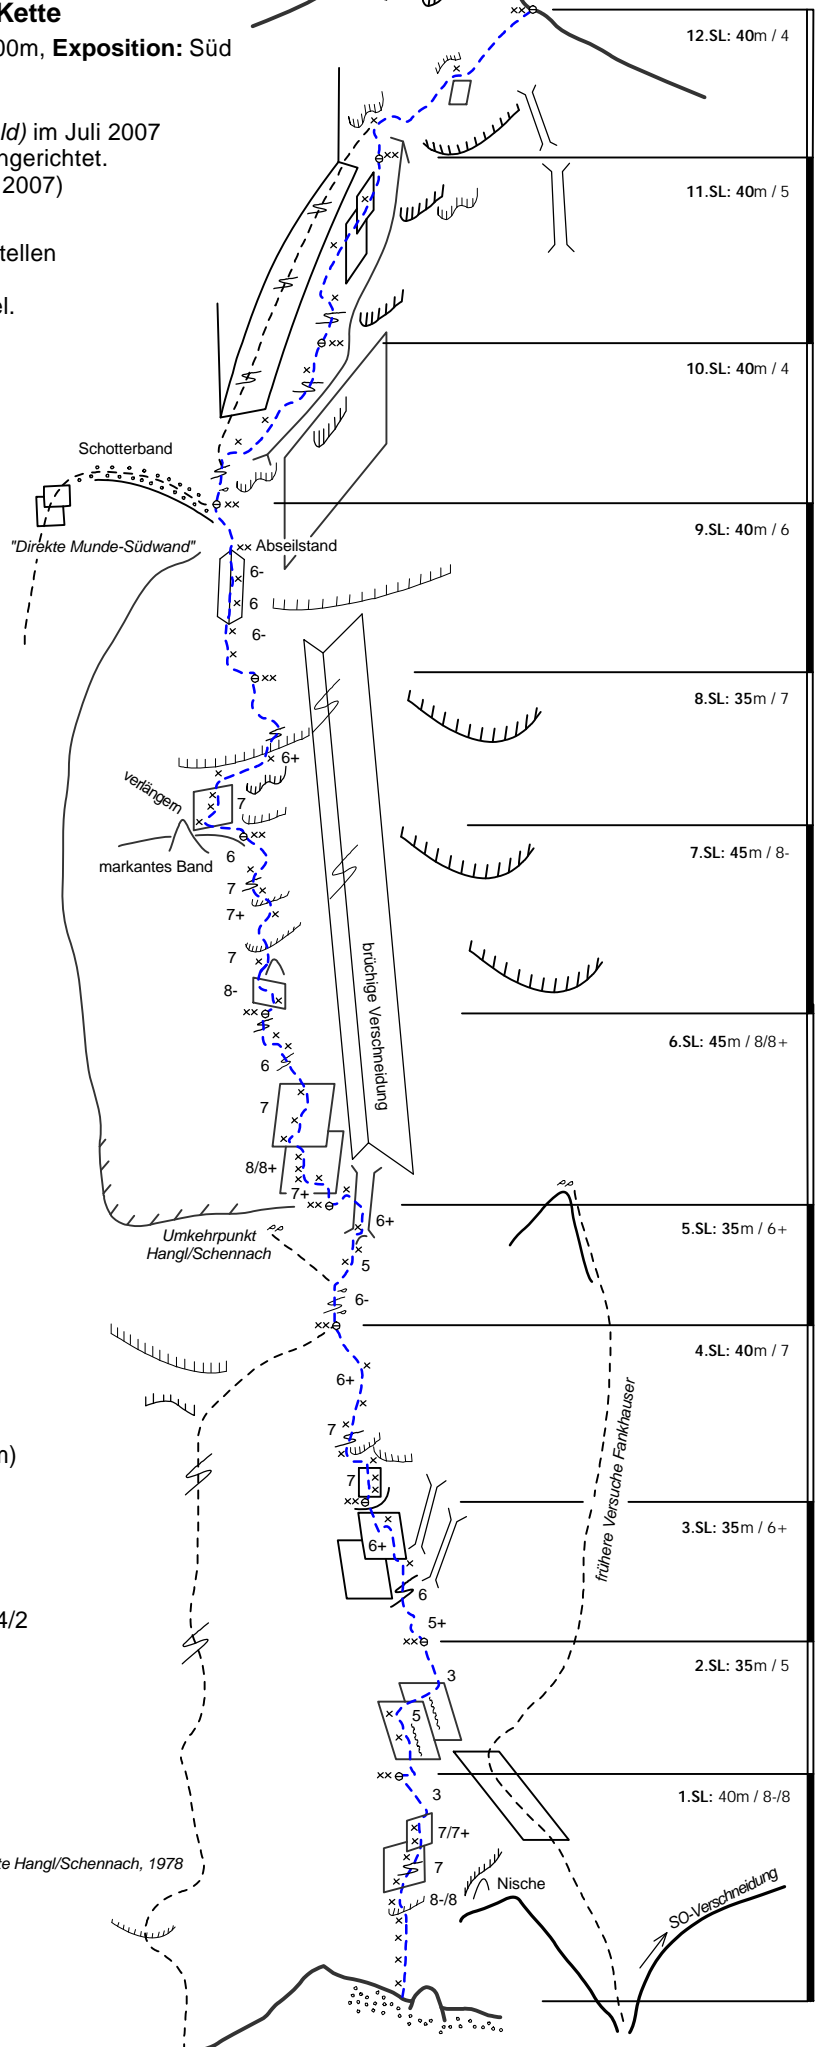 Kette
00m, Exposition: Süd
ld) im Juli 2007
ngerichtet.
2007)
tellen
el.
12.SL: 40m / 4
11.SL: 40m / 5
10.SL: 40m / 4
Schotterband
9.SL: 40m / 6
"Direkte Munde-Südwand"
Abseilstand
6-
6
6-
8.SL: 35m / 7
6+
verlängern
7
7.SL: 45m / 8-
6
markantes Band
7
7+
brüchige Verschneidung
7
8-
6.SL: 45m / 8/8+
6
7
8/8+
7+
6+
5.SL: 35m / 6+
Umkehrpunkt
Hangl/Schennach
5
6-
4.SL: 40m / 7
6+
frühere Versuche Fankhauser
7
m)
7
3.SL: 35m / 6+
6+
6
4/2
5+
2.SL: 35m / 5
3
5
3
1.SL: 40m / 8-/8
7/7+
te Hangl/Schennach, 1978
7
Nische
SO-Verschneidung
8-/8